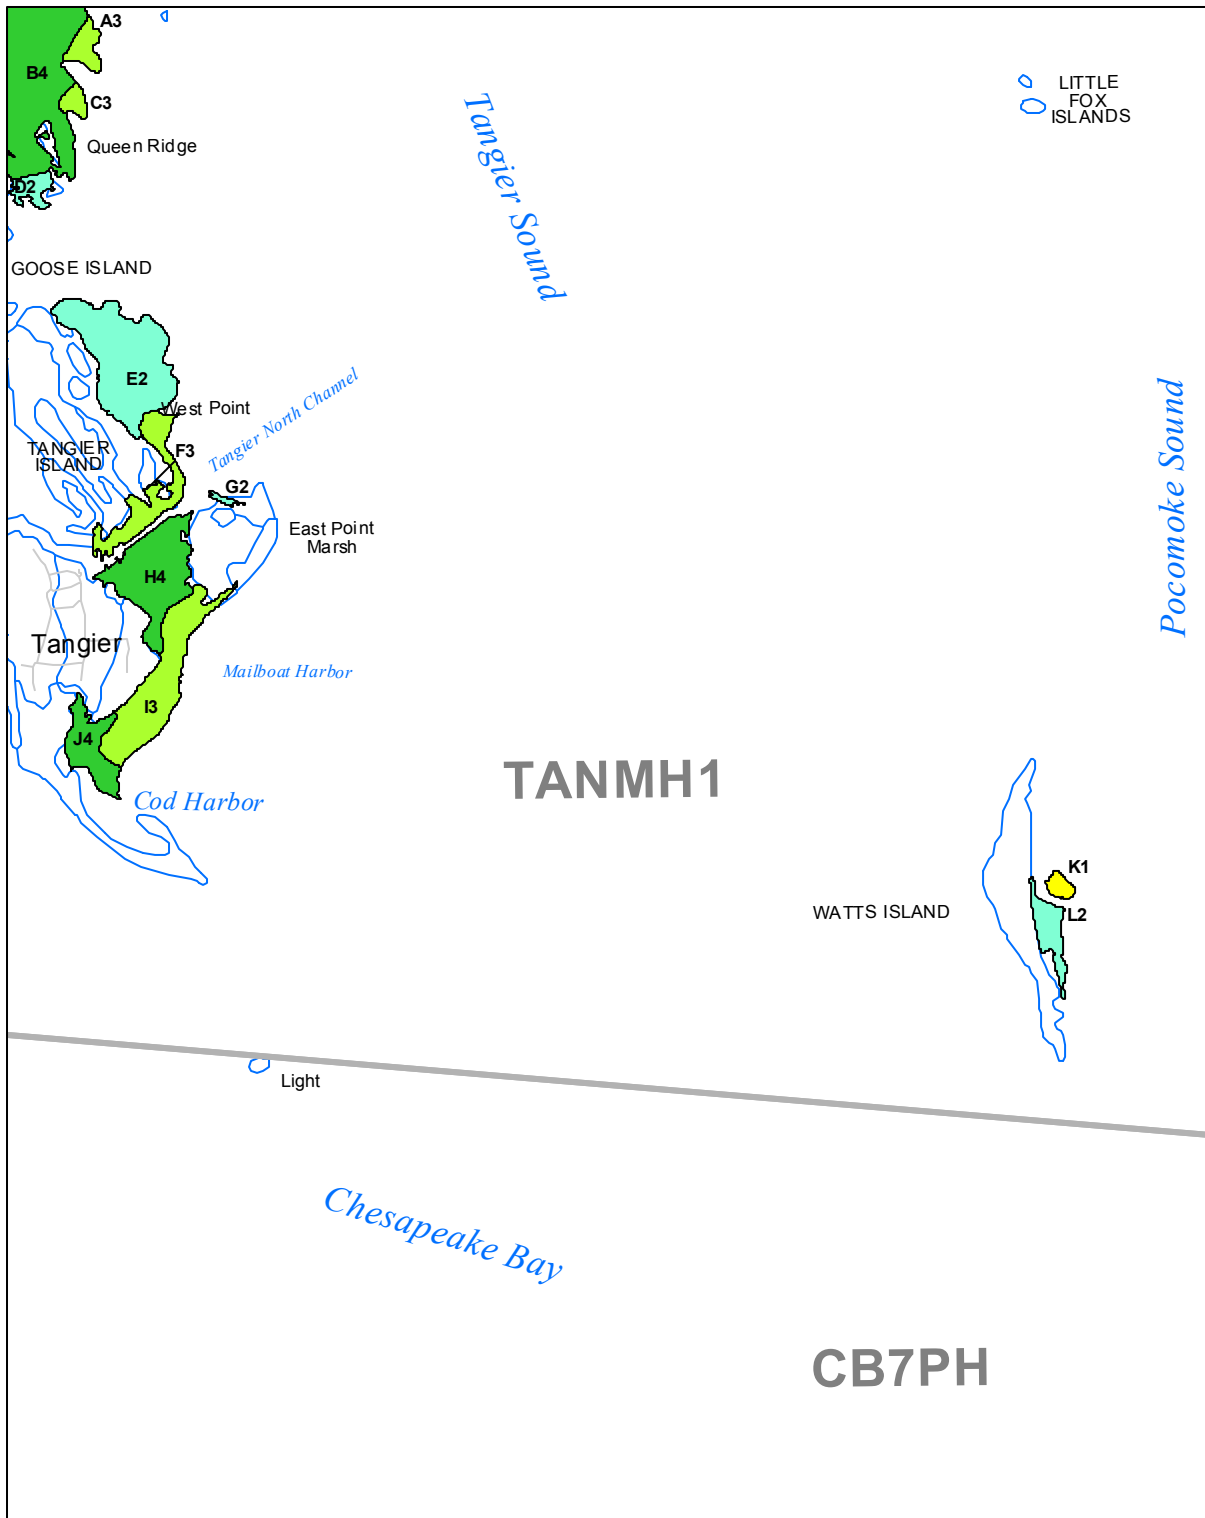 A3
B4
C3
Queen Ridge
D2
GOOSE ISLAND
LITTLE
FOX
ISLANDS
Tangier Sound
E2
West Point
Tangier North Channel
TANGIER
ISLAND
F3
G2
East Point
Marsh
Pocomoke Sound
H4
Tangier
Mailboat Harbor
I3
J4
Cod Harbor
TANMH1
K1
L2
WATTS ISLAND
Light
Chesapeake Bay
CB7PH